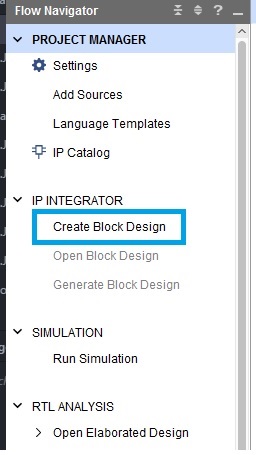 Flow Navigator
PROJECT MANAGER
Settings
Add Sources
Language Templates
IP Catalog
IP INTEGRATOR
Create Block Design
Open Block Design
Generate Block Design
SIMULATION
Run Simulation
RTL ANALYSIS
Open Elaborated Design